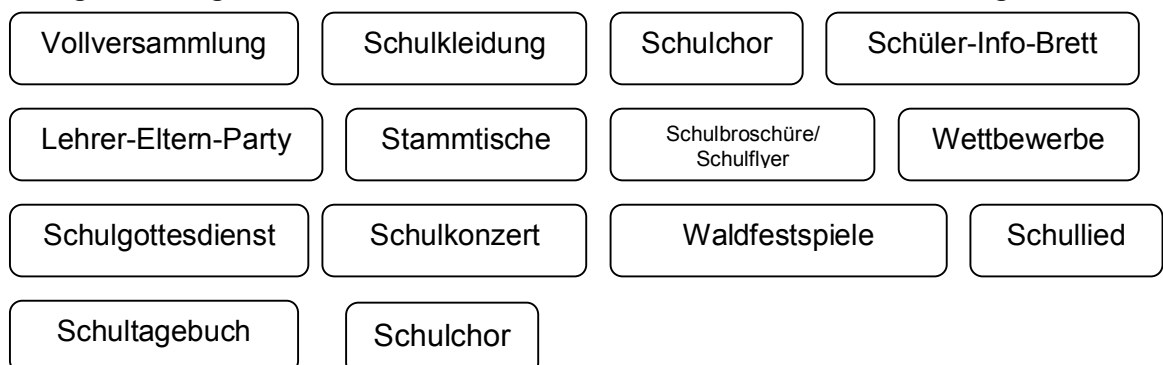 Vollversammlung Schulkleidung Schulchor Schüler-Info-Brett
Lehrer-Eltern-Party Stammtische Schulbroschüre/
Schulflyer Wettbewerbe
Schulgottesdienst Schulkonzert Waldfestspiele Schullied
Schultagebuch Schulchor